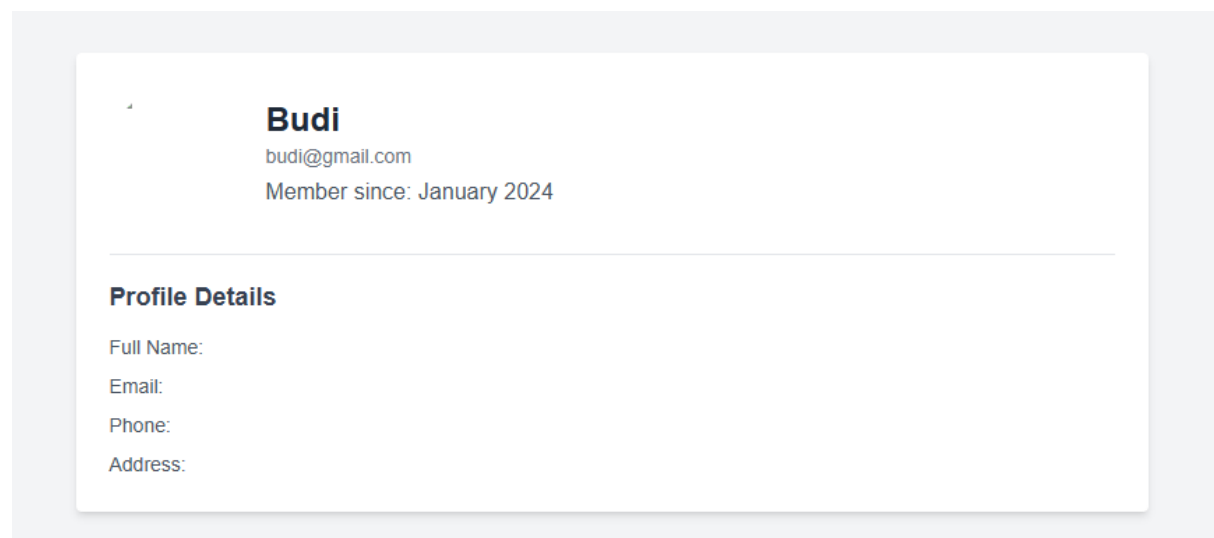 Budi
budi@gmail.com
Member since: January 2024
Profile Details
Full Name:
Email:
Phone:
Address: